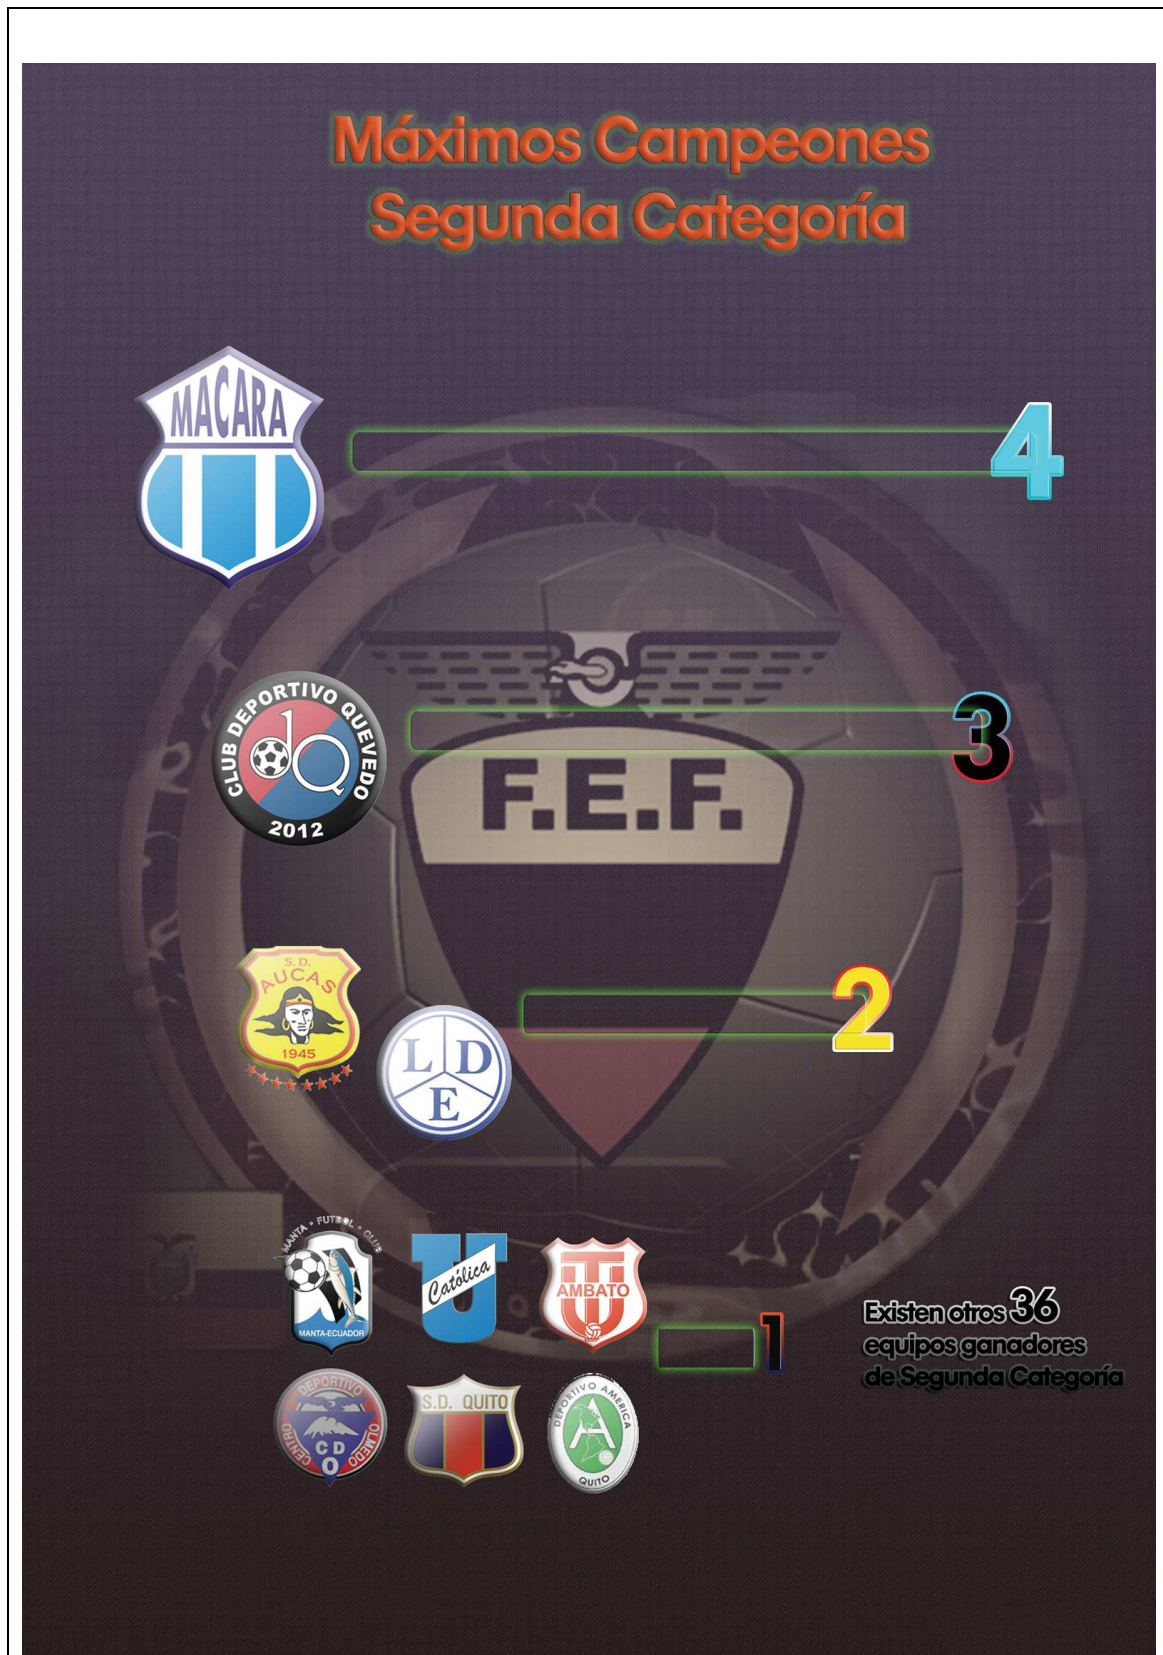 Máximos Campeones
Segunda Categoría
MACARA
4
CLUB DEPORTIVO QUEVEDO
2012
3
F.E.F.
S.D.
AUCAS
1945
L D
E
2
MANTA • FUTBOL • CLUB
MANTA-ECUADOR
U
Católica
TU
AMBATO
1
Existen otros 36
equipos ganadores
de Segunda Categoría
CENTRO DEPORTIVO OLMEDO
C D
O
S.D. QUITO
DEPORTIVO AMERICA
A
QUITO